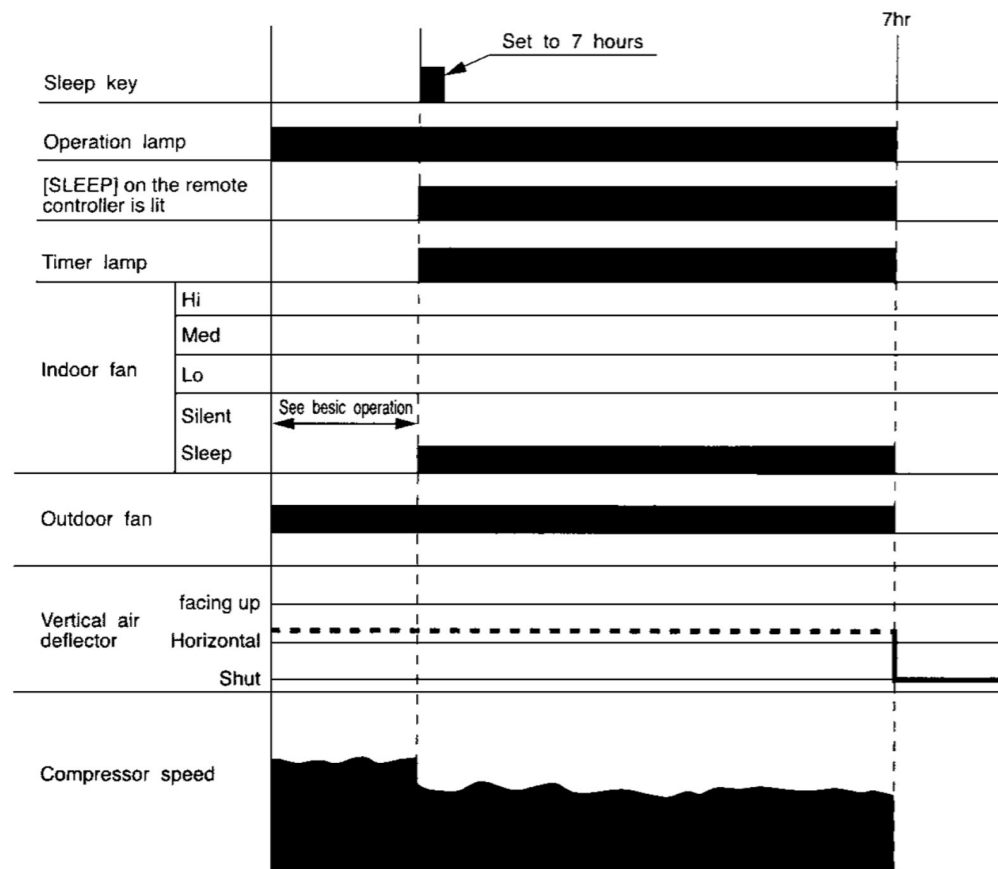 7hr
Set to 7 hours
Sleep key
Operation lamp
[SLEEP] on the remote
controller is lit
Timer lamp
Indoor fan
Hi
Med
Lo
Silent
See besic operation
Sleep
Outdoor fan
Vertical air
deflector
facing up
Horizontal
Shut
Compressor speed